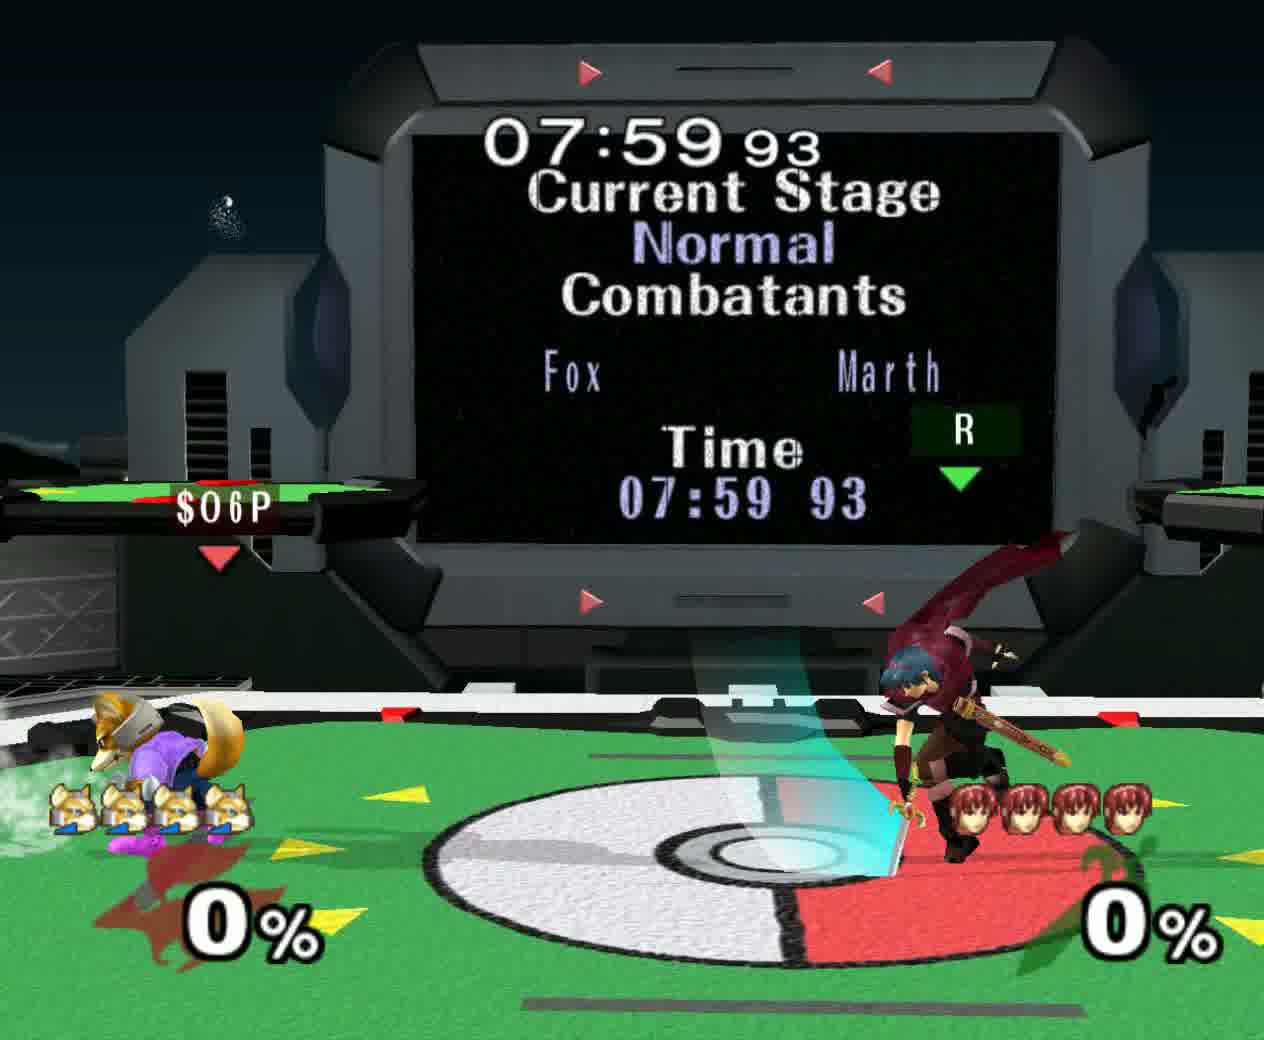 07:59 93
Current Stage
Normal
Combatants
Fox Marth
R
Time
07:59 93
$06P
0%
0%